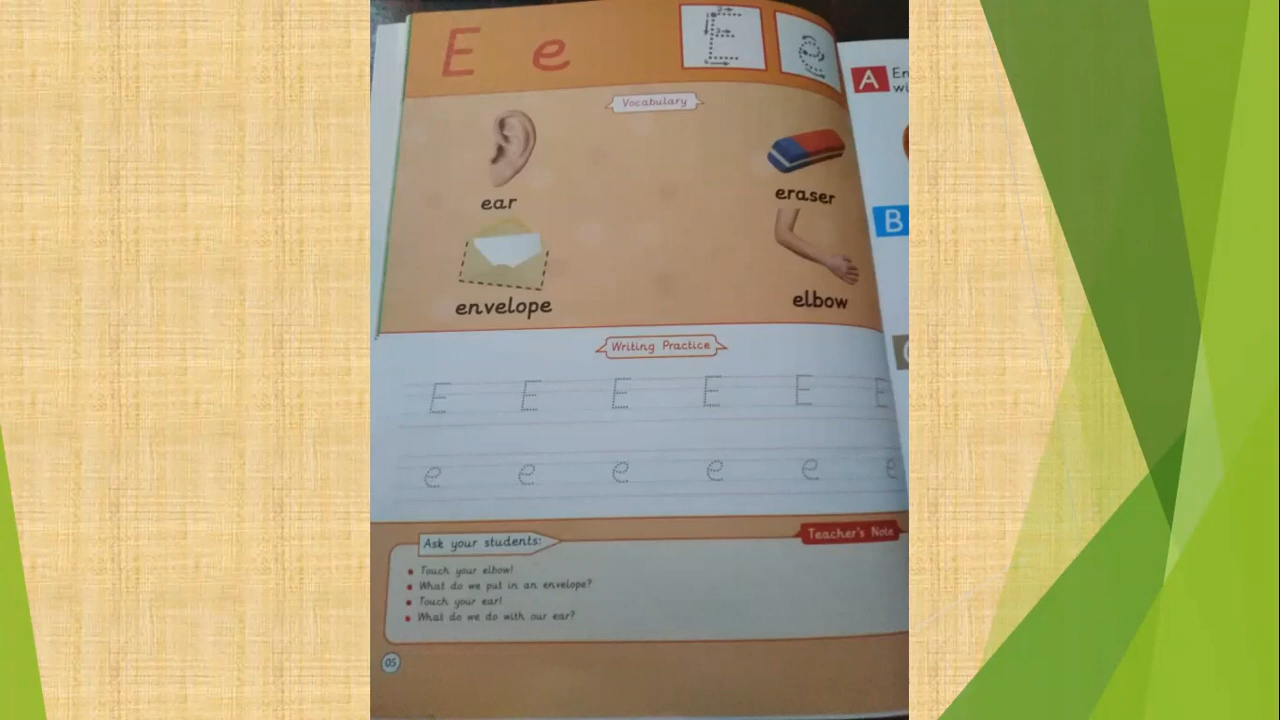 E e
E
e
Vocabulary
ear
eraser
envelope
elbow
Writing Practice
E E E E E E
e e e e e e
Ask your students:
Teacher's Note
• Touch your elbow!
• What do we put in an envelope?
• Touch your ear!
• What do we do with our ear?
05
A
B